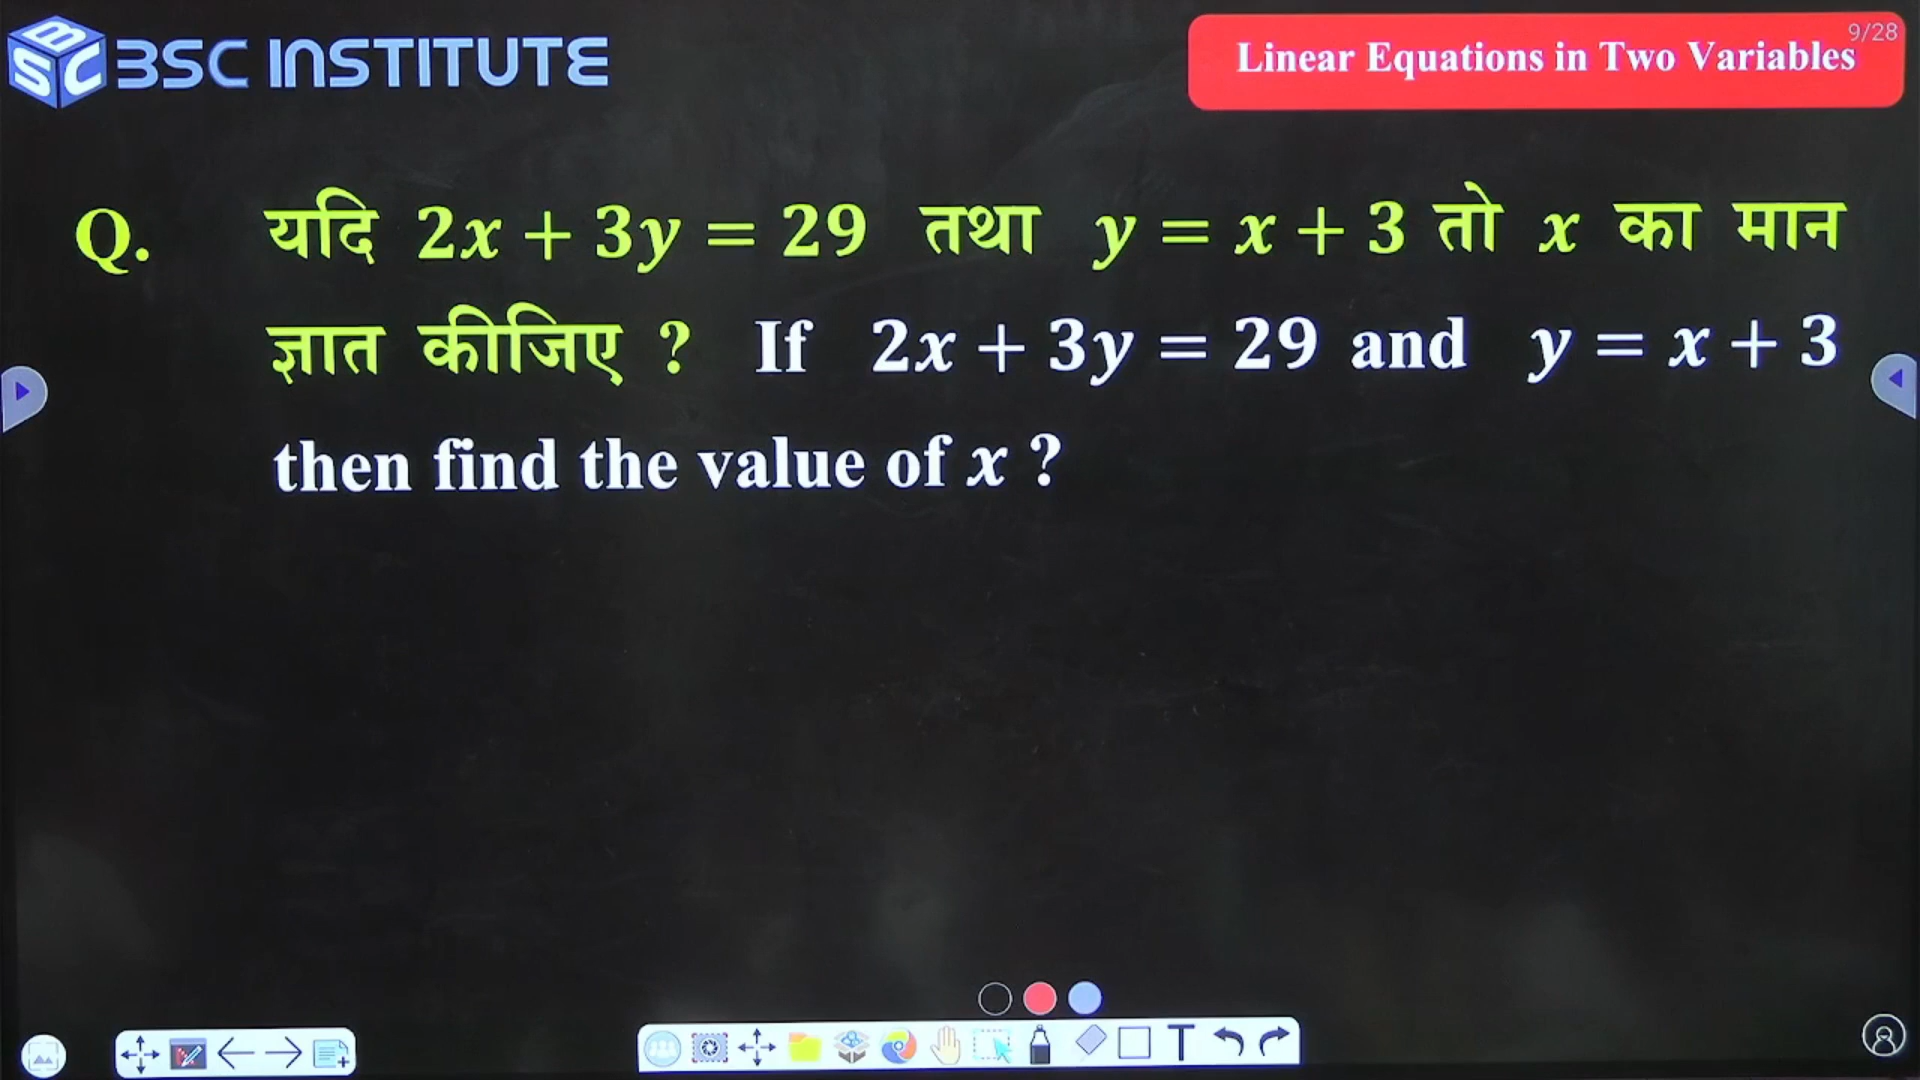 BSC
BSC INSTITUTE
9/28
Linear Equations in Two Variables
Q. यदि 2x + 3y = 29 तथा y = x + 3 तो x का मान
ज्ञात कीजिए ? If 2x + 3y = 29 and y = x + 3
then find the value of x ?
T